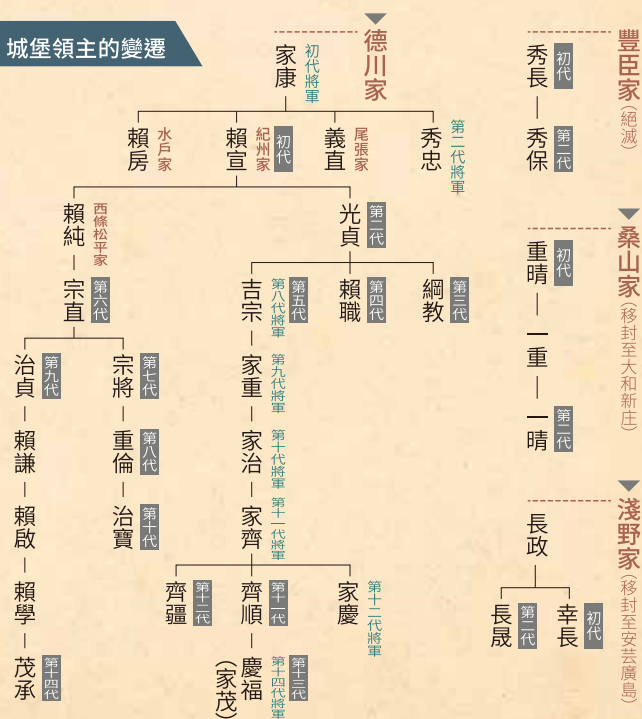 城堡領主的變遷
豐臣家(絕滅)
秀長 初代
秀保 第二代
桑山家(移封至大和新庄)
重晴 初代
一重
一晴 第二代
淺野家(移封至安芸廣島)
長政
幸長 初代
長晟 第二代
德川家
家康 初代將軍
秀忠 第二代將軍
義直 尾張家
賴宣 紀州家 初代
賴房 水戶家
光貞 第二代
賴純 西條松平家
綱教 第三代
賴職 第四代
吉宗 第八代將軍 第五代
宗直 第六代
家重 第九代將軍
宗將 第七代
治貞 第九代
家治 第十代將軍
重倫 第八代
賴謙
家齊 第十一代將軍
治寶 第十代
賴啟
家慶 第十二代將軍
齊順 第十一代
齊疆 第十二代
賴學
慶福(家茂) 第十四代將軍 第十三代
茂承 第十四代